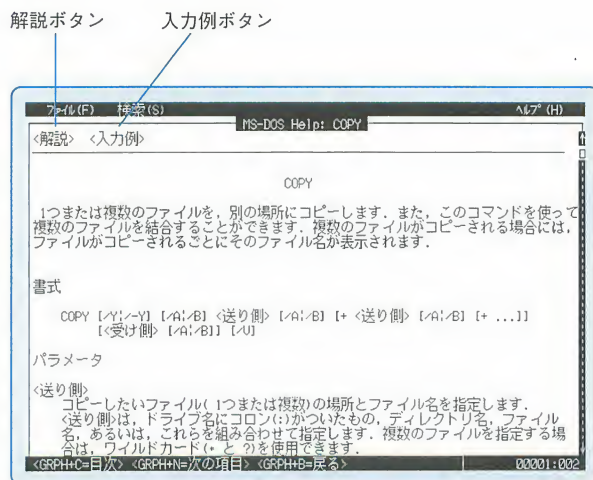 解説ボタン 入力例ボタン
ファイル(F) 検索(S) ヘルプ(H)
MS-DOS Help: COPY
<解説> <入力例>
COPY
1つまたは複数のファイルを，別の場所にコピーします．また，このコマンドを使って
複数のファイルを結合することができます．複数のファイルがコピーされる場合には，
ファイルがコピーされるごとにそのファイル名が表示されます．
書式
COPY [/Y¦/-Y] [/A¦/B] <送り側> [/A¦/B] [+ <送り側> [/A¦/B] [+ ...]]
[<受け側> [/A¦/B]] [/V]
パラメータ
<送り側>
コピーしたいファイル( 1つまたは複数)の場所とファイル名を指定します．
<送り側>は，ドライブ名にコロン(:)がついたもの，ディレクトリ名，ファイル
名，あるいは，これらを組み合わせて指定します．複数のファイルを指定する場
合は，ワイルドカード(* と ?)を使用できます．
<GRPH+C=目次> <GRPH+N=次の項目> <GRPH+B=戻る> 00001:002